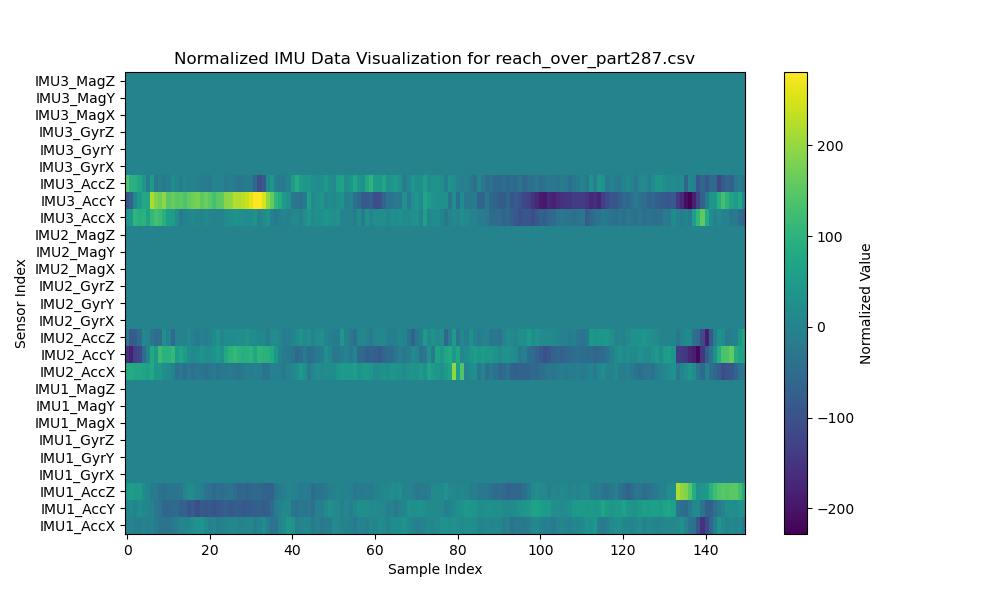 Normalized IMU Data Visualization for reach_over_part287.csv
IMU3_MagZ
IMU3_MagY
IMU3_MagX
IMU3_GyrZ
IMU3_GyrY
IMU3_GyrX
IMU3_AccZ
IMU3_AccY
IMU3_AccX
IMU2_MagZ
IMU2_MagY
IMU2_MagX
IMU2_GyrZ
IMU2_GyrY
IMU2_GyrX
IMU2_AccZ
IMU2_AccY
IMU2_AccX
IMU1_MagZ
IMU1_MagY
IMU1_MagX
IMU1_GyrZ
IMU1_GyrY
IMU1_GyrX
IMU1_AccZ
IMU1_AccY
IMU1_AccX
Sensor Index
0 20 40 60 80 100 120 140
Sample Index
200
100
0
−100
−200
Normalized Value